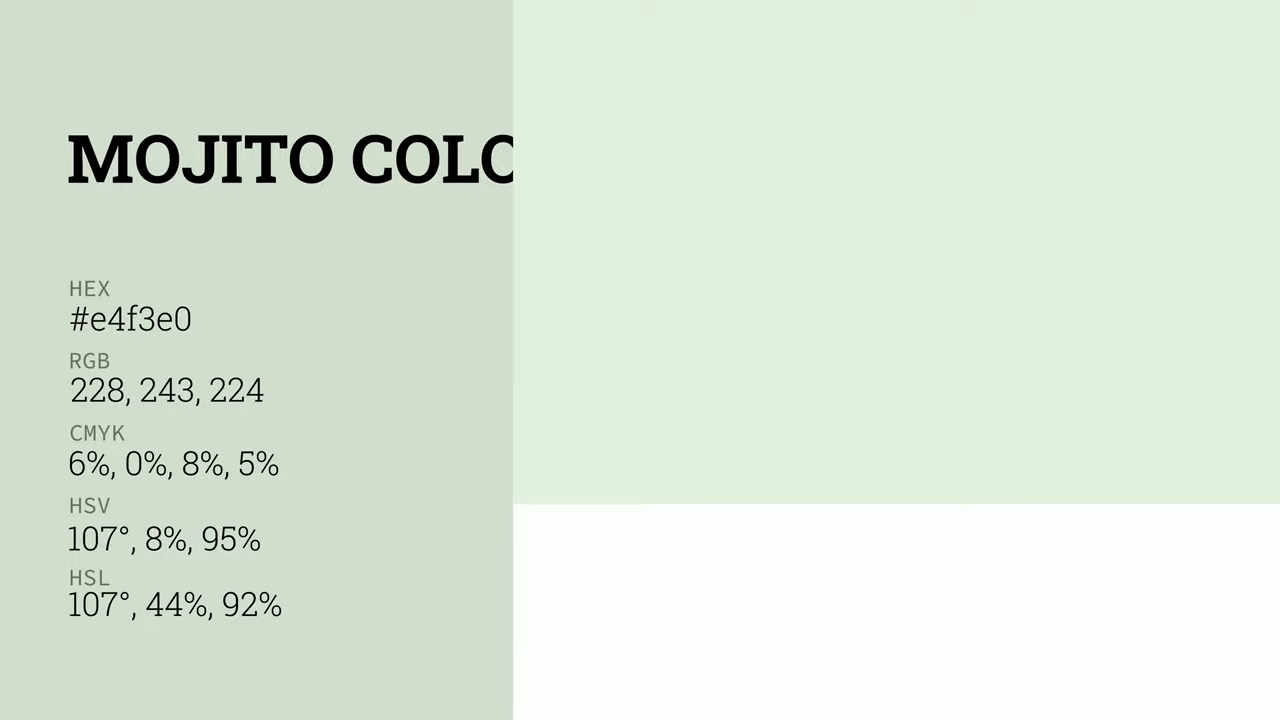 MOJITO COLO
HEX
#e4f3e0
RGB
228, 243, 224
CMYK
6%, 0%, 8%, 5%
HSV
107°, 8%, 95%
HSL
107°, 44%, 92%